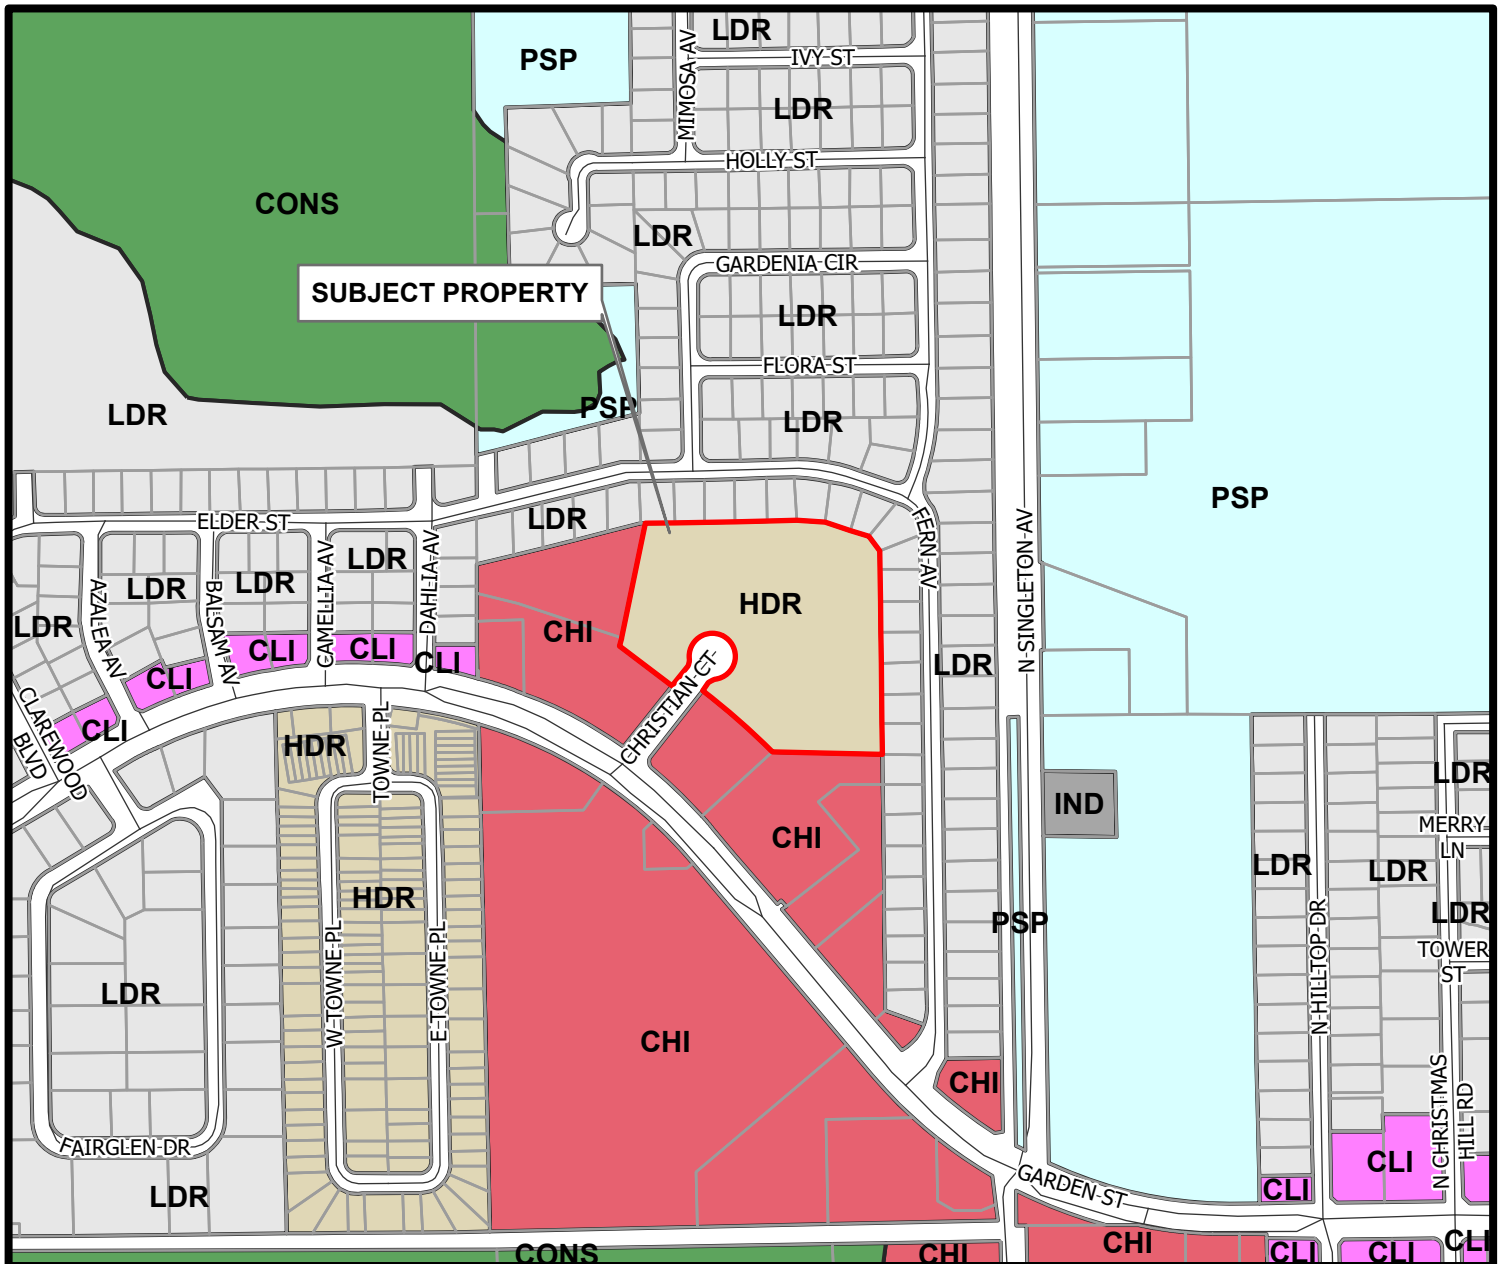 LDR
PSP
IVY ST
MIMOSA AV
LDR
HOLLY ST
CONS
LDR
GARDENIA CIR
SUBJECT PROPERTY
LDR
FLORA ST
PSP
LDR
LDR
PSP
ELDER ST
LDR
FERN AV
N SINGLETON AV
AZALEA AV
LDR
BALSAM AV
LDR
CAMELLIA AV
LDR
DAHLIA AV
LDR
CHI
HDR
LDR
CLI
CLI
CLI
CLI
CLI
CHRISTIAN CT
CLAREWOOD
BLVD
HDR
TOWNE PL
LDR
IND
CHI
MERRY
LN
LDR
LDR
HDR
LDR
PSP
W TOWNE PL
E TOWNE PL
N HILLTOP DR
TOWER
ST
LDR
CHI
CHI
N CHRISTMAS
HILL RD
FAIRGLEN DR
LDR
GARDEN ST
CLI
CLI
CONS
CHI
CHI
CLI
CLI
CLI